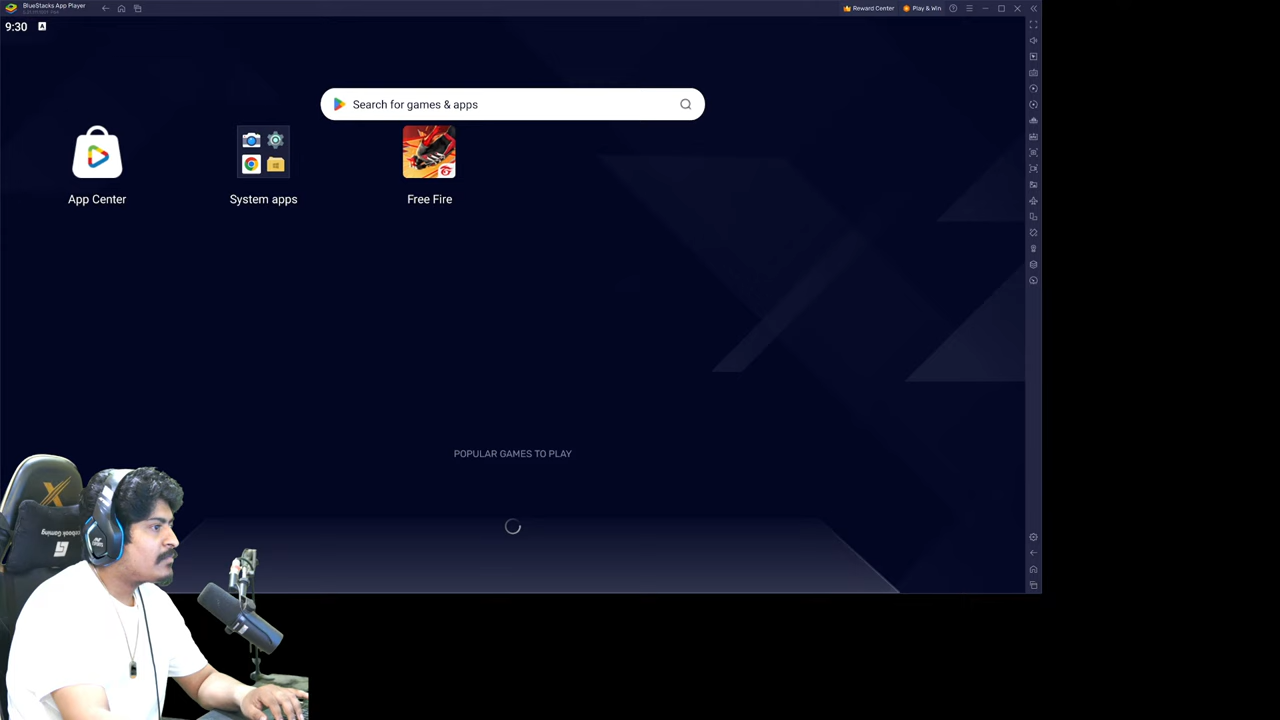 BlueStacks App Player
Reward Center
Play & Win
9:30
A
Search for games & apps
App Center
System apps
Free Fire
POPULAR GAMES TO PLAY